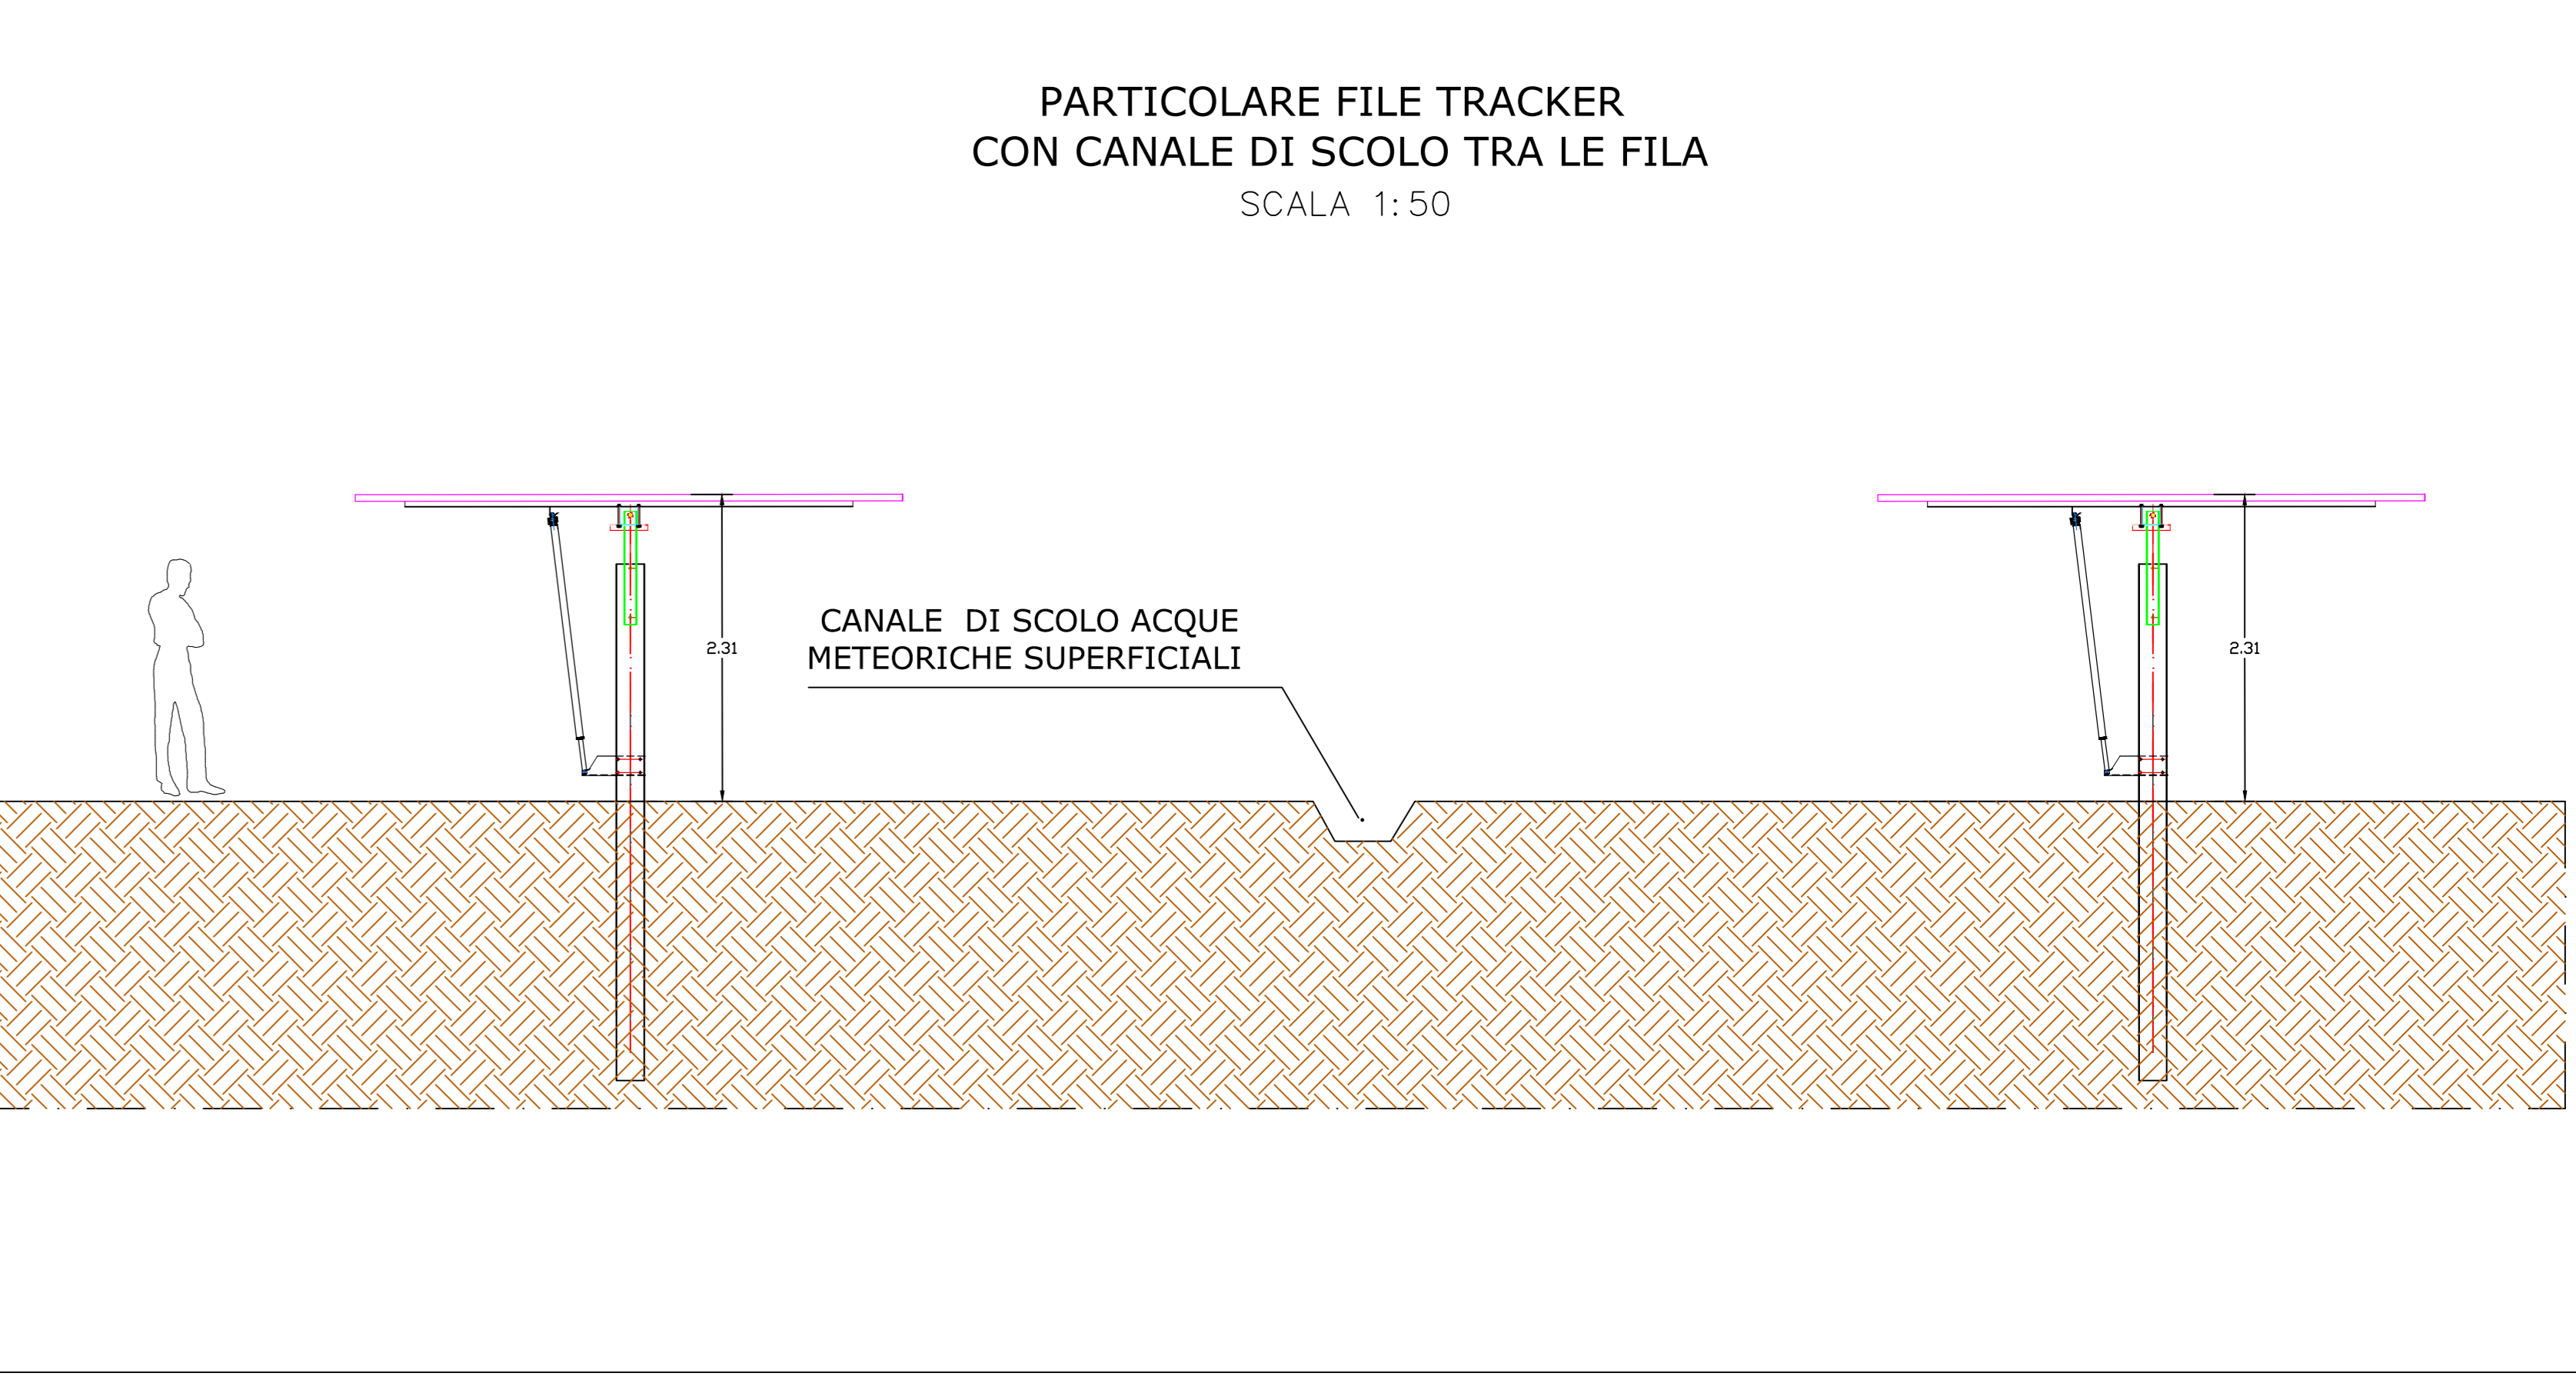 PARTICOLARE FILE TRACKER
CON CANALE DI SCOLO TRA LE FILA
SCALA 1:50
CANALE DI SCOLO ACQUE
METEORICHE SUPERFICIALI
2.31
2.31